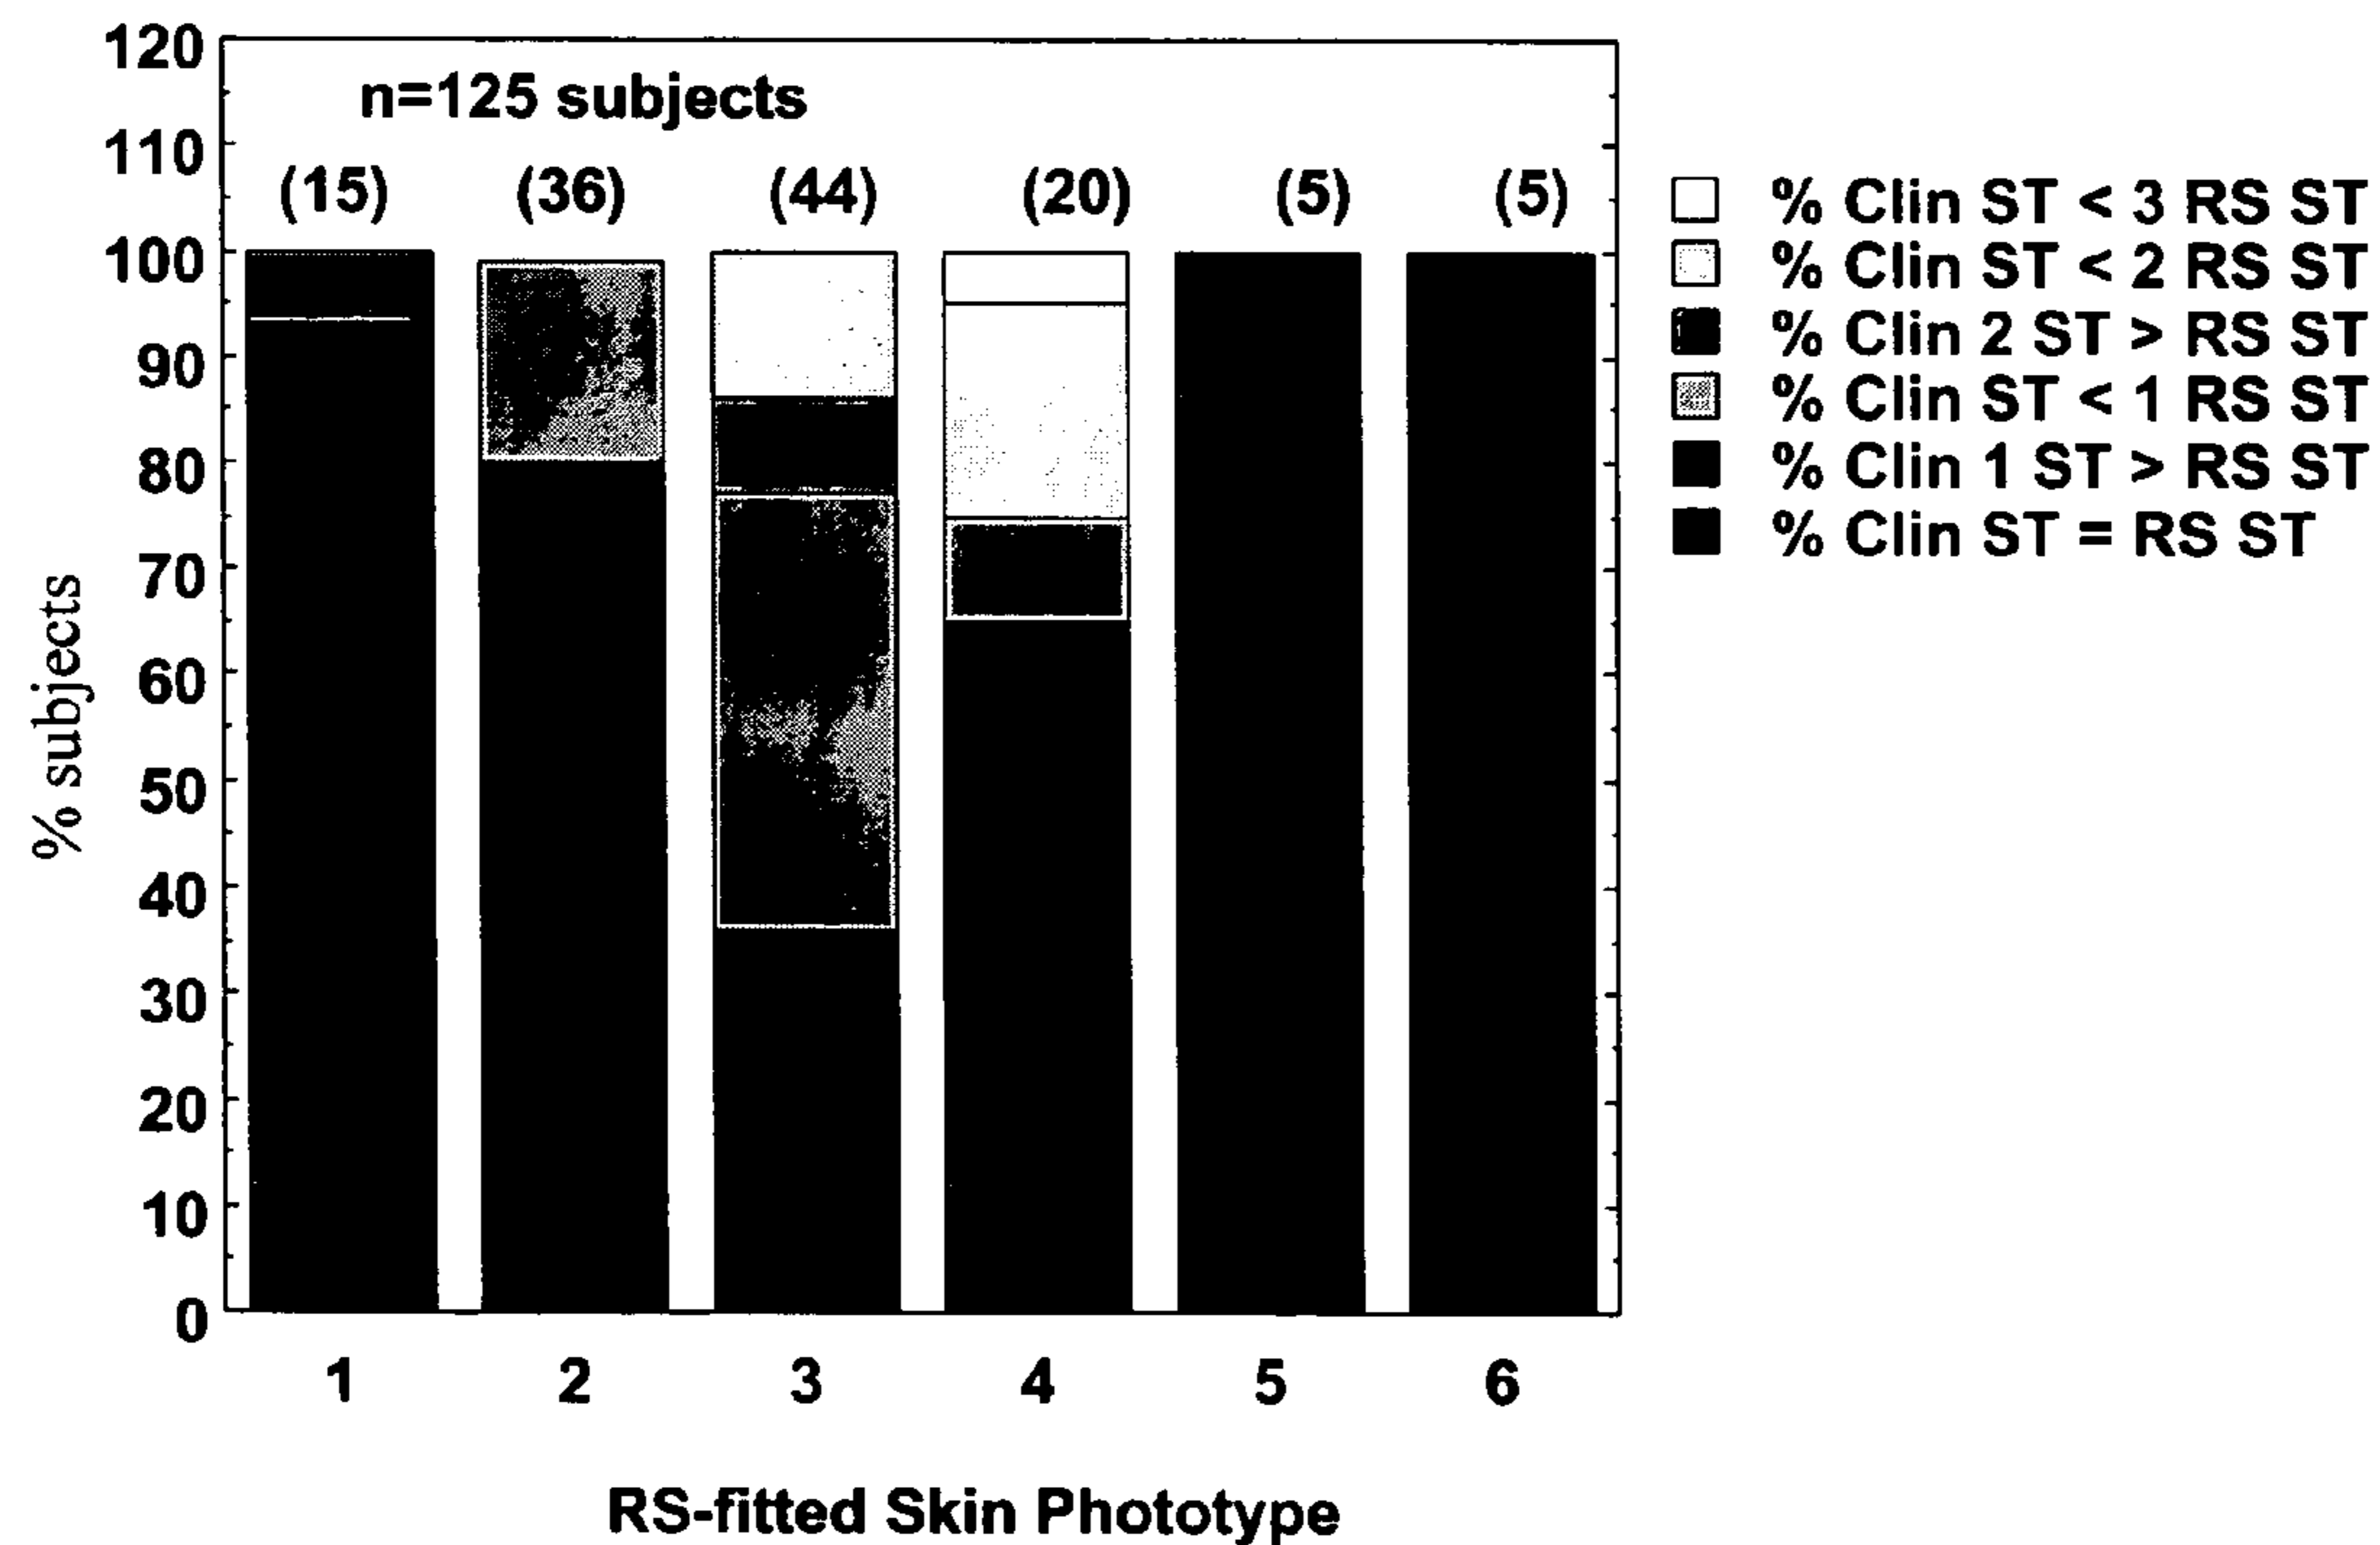 120
110
100
90
80
70
60
50
40
30
20
10
0
% subjects
n=125 subjects
(15) (36) (44) (20) (5) (5)
% Clin ST < 3 RS ST
% Clin ST < 2 RS ST
% Clin 2 ST > RS ST
% Clin ST < 1 RS ST
% Clin 1 ST > RS ST
% Clin ST = RS ST
1 2 3 4 5 6
RS-fitted Skin Phototype